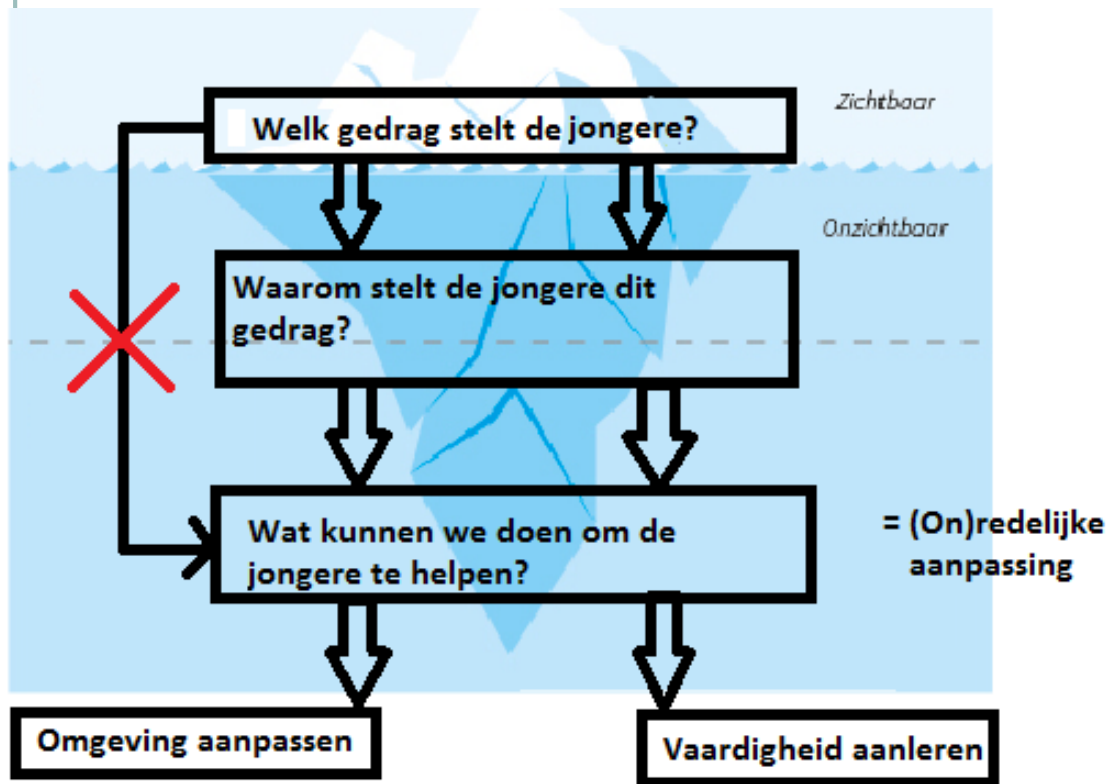 Zichtbaar
Welk gedrag stelt de jongere?
Onzichtbaar
Waarom stelt de jongere dit
gedrag?
Wat kunnen we doen om de
jongere te helpen?
= (On)redelijke
aanpassing
Omgeving aanpassen
Vaardigheid aanleren